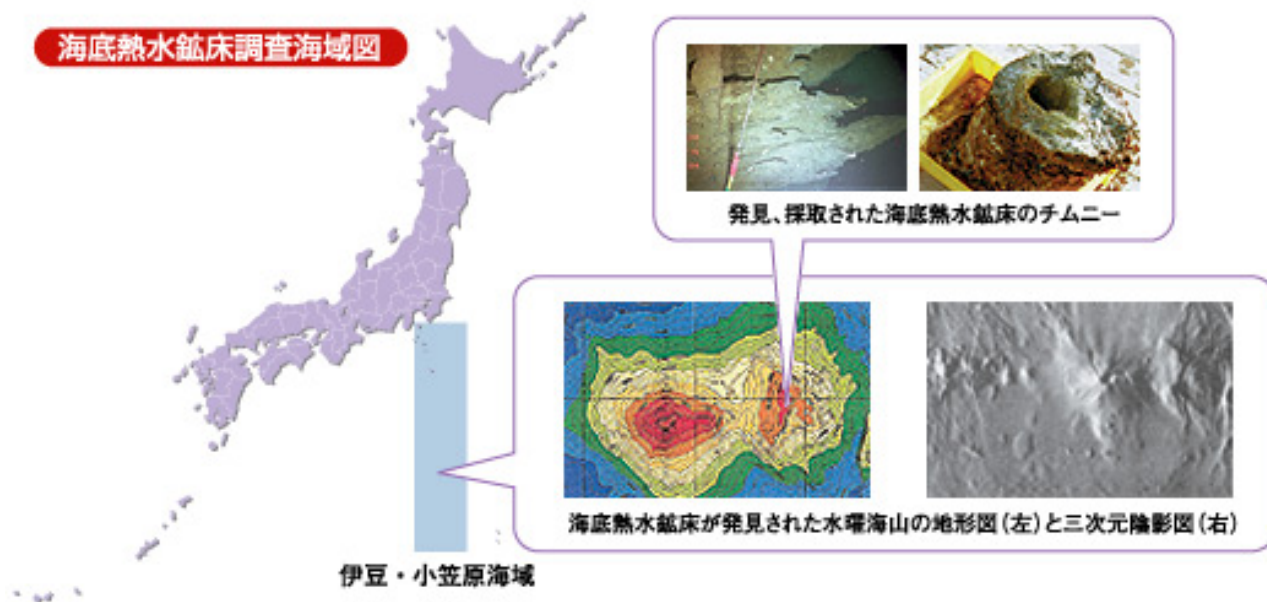 海底熱水鉱床調査海域図
発見、採取された海底熱水鉱床のチムニー
海底熱水鉱床が発見された水曜海山の地形図(左)と三次元陰影図(右)
伊豆・小笠原海域